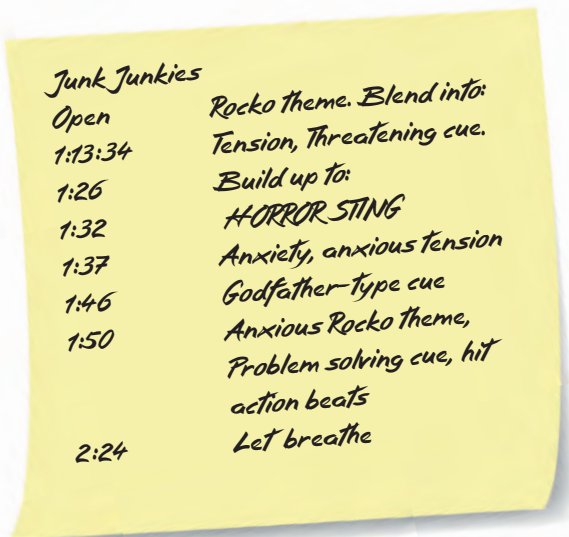 Junk Junkies
Open Rocko theme. Blend into:
1:13:34 Tension, Threatening cue.
1:26 Build up to:
1:32 HORROR STING
1:37 Anxiety, anxious tension
1:46 Godfather-type cue
1:50 Anxious Rocko theme,
Problem solving cue, hit
action beats
2:24 Let breathe